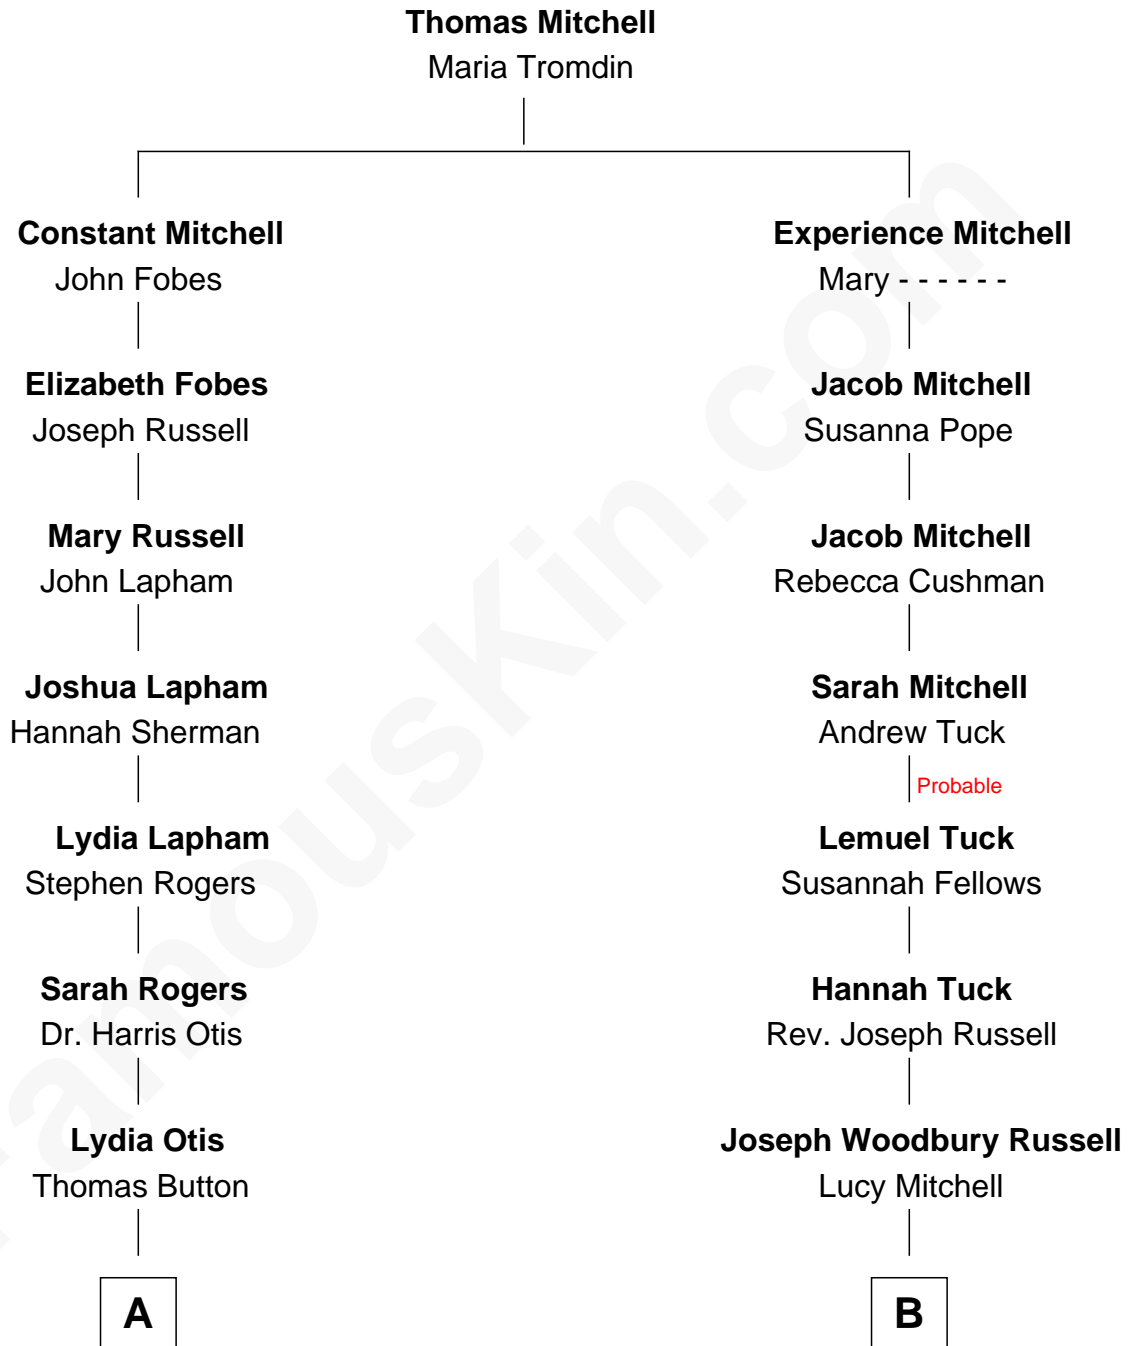 Thomas Mitchell
Maria Tromdin
Constant Mitchell
John Fobes
Experience Mitchell
Mary - - - - - -
Elizabeth Fobes
Joseph Russell
Jacob Mitchell
Susanna Pope
Mary Russell
John Lapham
Jacob Mitchell
Rebecca Cushman
Joshua Lapham
Hannah Sherman
Sarah Mitchell
Andrew Tuck
Probable
Lydia Lapham
Stephen Rogers
Lemuel Tuck
Susannah Fellows
Sarah Rogers
Dr. Harris Otis
Hannah Tuck
Rev. Joseph Russell
Lydia Otis
Thomas Button
Joseph Woodbury Russell
Lucy Mitchell
A
B
FamousKin.com